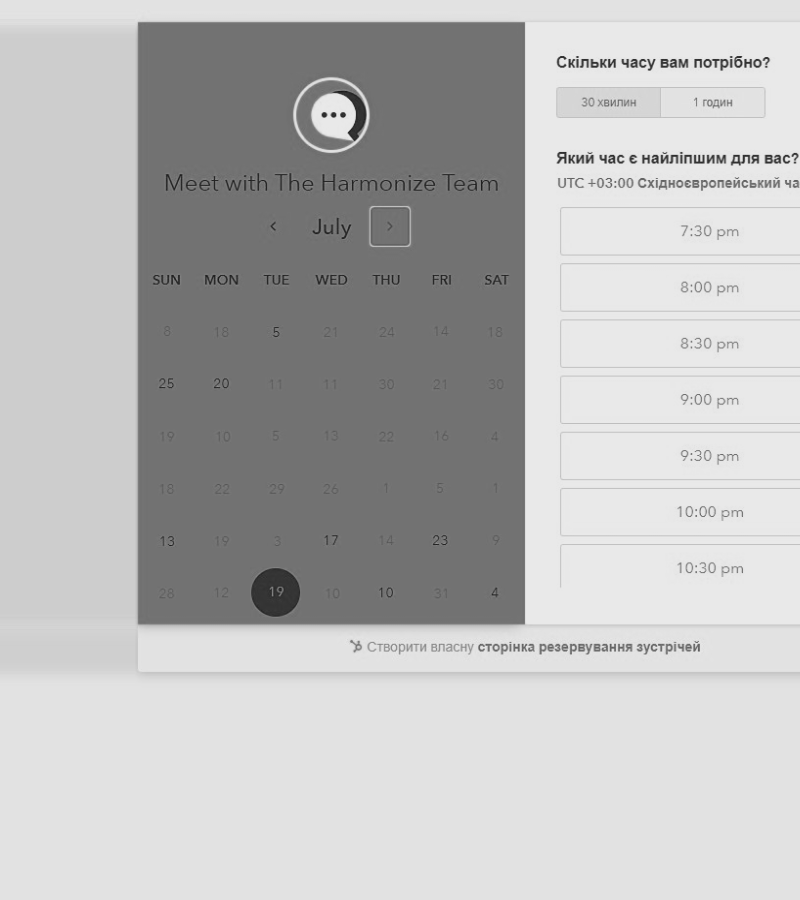 Meet with The Harmonize Team
July
SUN MON TUE WED THU FRI SAT
8 18 5 21 24 14 18
25 20 11 11 30 21 30
19 10 5 13 22 16 4
18 22 29 26 1 5 1
13 19 3 17 14 23 9
28 12 19 10 10 31 4
Скільки часу вам потрібно?
30 хвилин 1 годин
Який час є найліпшим для вас?
UTC +03:00 Східноєвропейський ча
7:30 pm
8:00 pm
8:30 pm
9:00 pm
9:30 pm
10:00 pm
10:30 pm
Створити власну сторінка резервування зустрічей